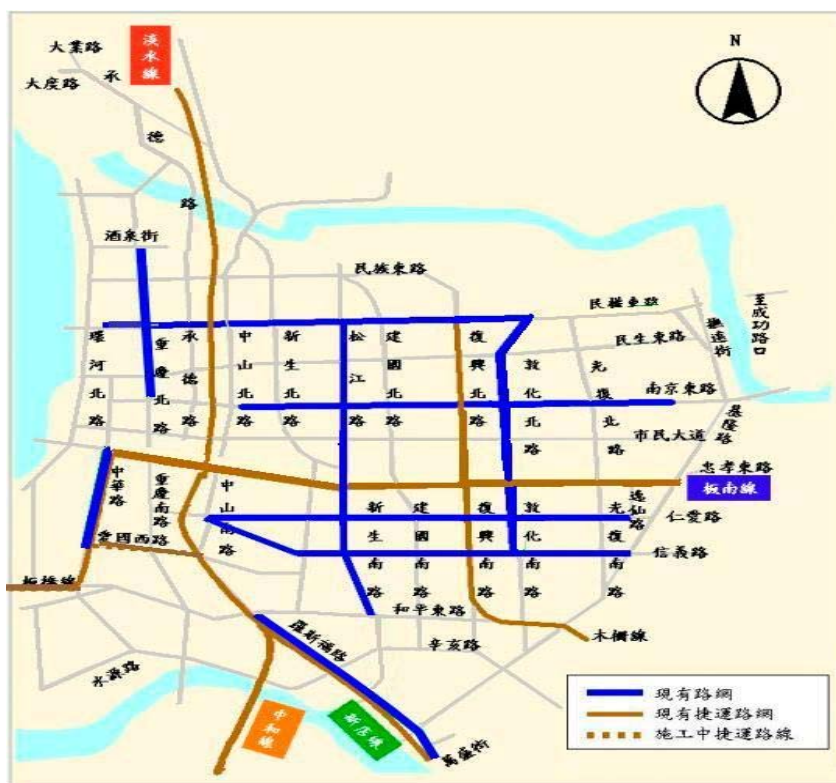 大業路
大度路
承
德
路
淡水線
N
酒泉街
民族東路
民權東路
撫遠街
至成功路口
環河北路
重慶北路
承德路
中山北路
新生北路
松江路
建國北路
復興北路
敦化北路
光復北路
民生東路
南京東路
基隆路
市民大道
忠孝東路
板南線
中華路
重慶南路
中山南路
新生南路
建國南路
復興南路
敦化南路
光復南路
逸仙路
仁愛路
愛國西路
信義路
板橋線
和平東路
羅斯福路
辛亥路
木柵線
水源路
中和線
新店線
萬盛街
現有路網
現有捷運路網
施工中捷運路線